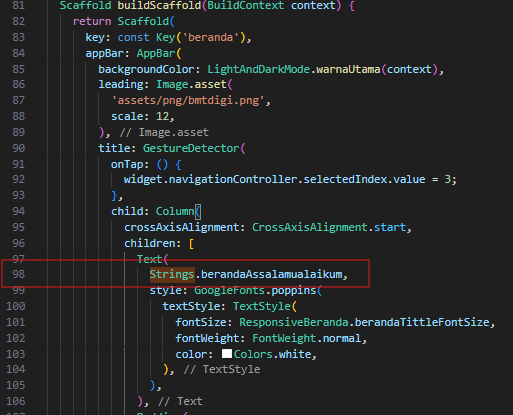 81 Scaffold buildScaffold(BuildContext context) {
82 return Scaffold(
83 key: const Key('beranda'),
84 appBar: AppBar(
85 backgroundColor: LightAndDarkMode.warnaUtama(context),
86 leading: Image.asset(
87 'assets/png/bmtdigi.png',
88 scale: 12,
89 ), // Image.asset
90 title: GestureDetector(
91 onTap: () {
92 widget.navigationController.selectedIndex.value = 3;
93 },
94 child: Column(
95 crossAxisAlignment: CrossAxisAlignment.start,
96 children: [
97 Text(
98 Strings.berandaAssalamualaikum,
99 style: GoogleFonts.poppins(
100 textStyle: TextStyle(
101 fontSize: ResponsiveBeranda.berandaTittleFontSize,
102 fontWeight: FontWeight.normal,
103 color: Colors.white,
104 ), // TextStyle
105 ),
106 ), // Text